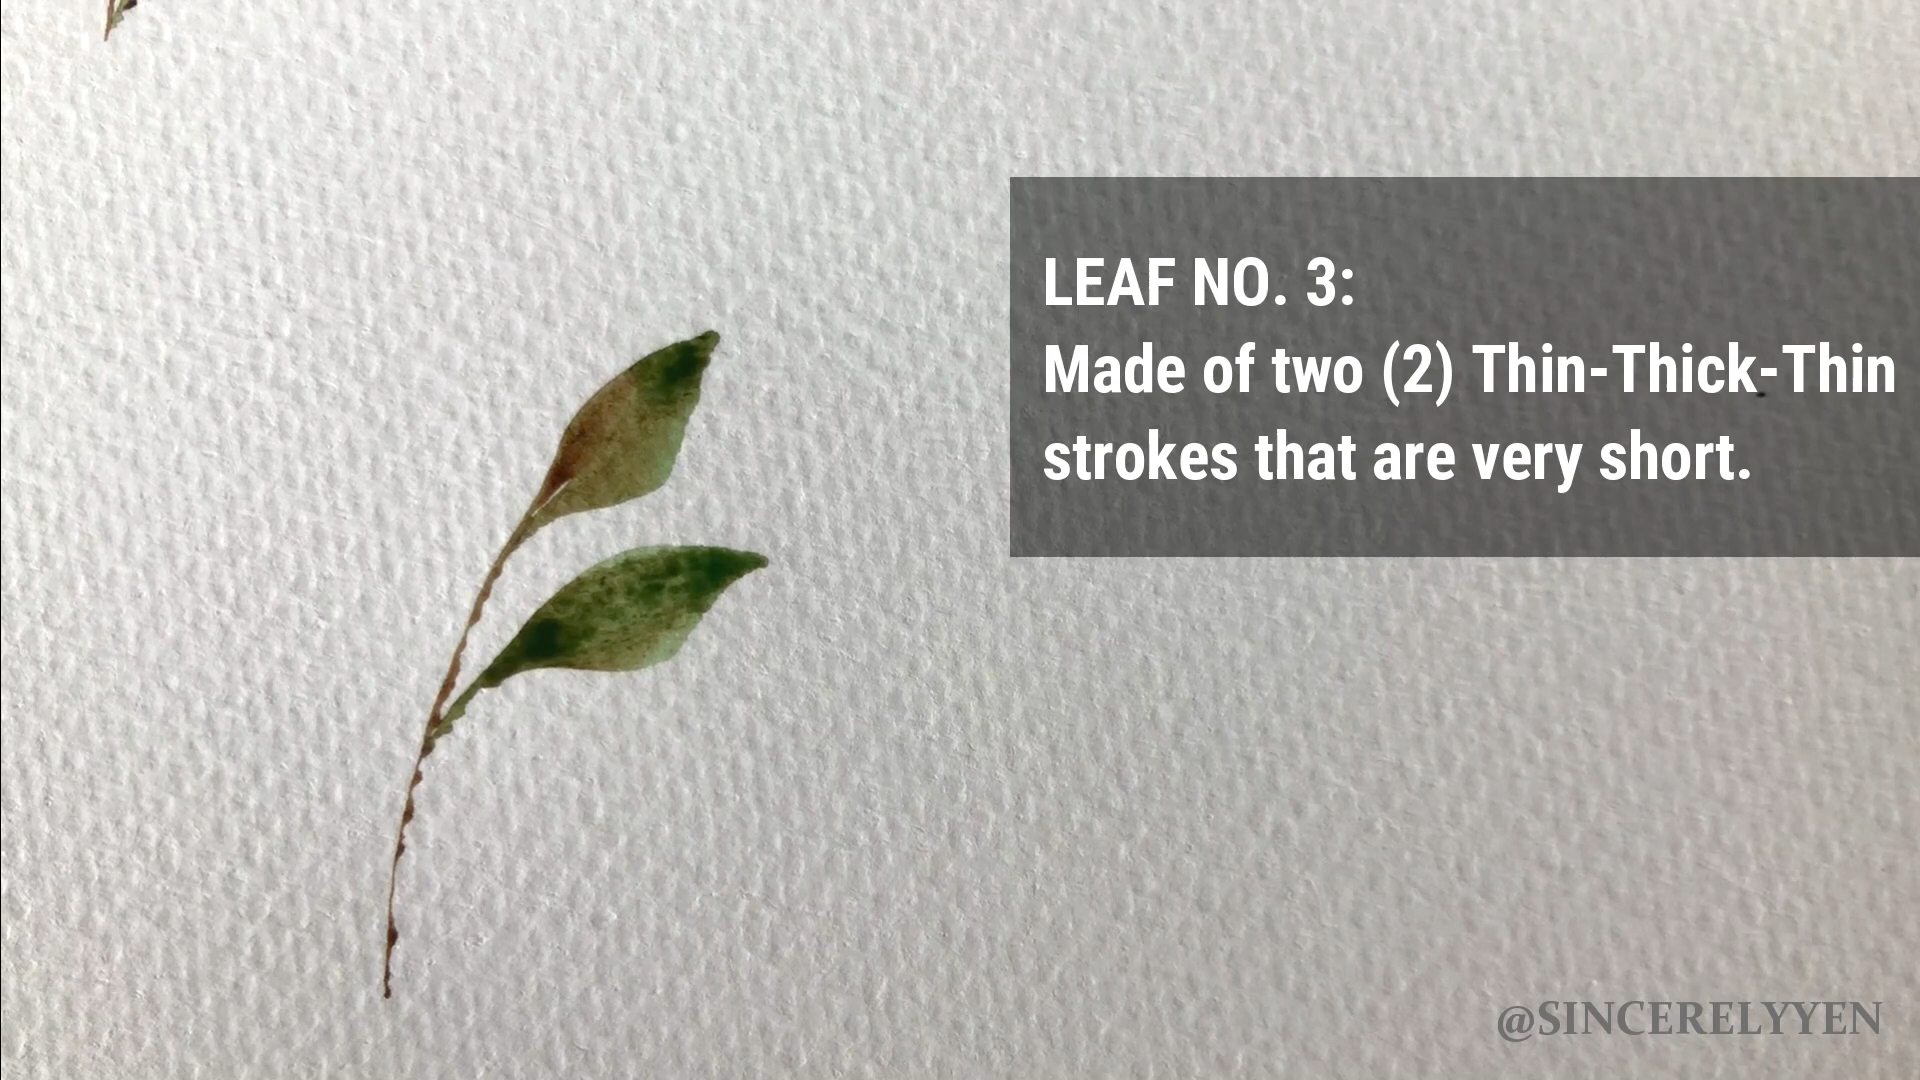 LEAF NO. 3:
Made of two (2) Thin-Thick-Thin
strokes that are very short.
@SINCERELYYEN